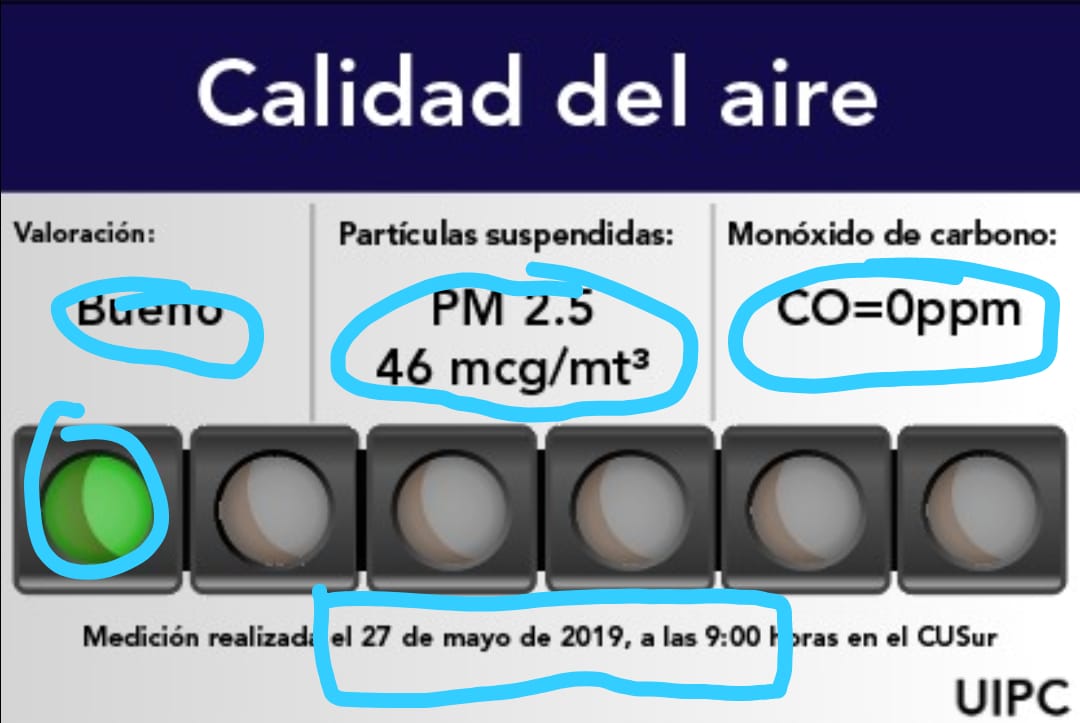 Calidad del aire
Valoración:
Partículas suspendidas:
Monóxido de carbono:
Bueno
PM 2.5
46 mcg/mt³
CO=0ppm
Medición realizada el 27 de mayo de 2019, a las 9:00 horas en el CUSur
UIPC